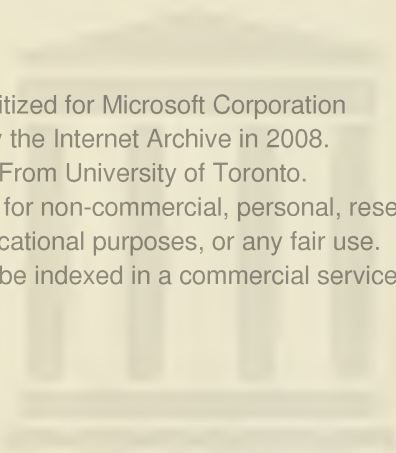 itized for Microsoft Corporation
the Internet Archive in 2008.
From University of Toronto.
for non-commercial, personal, rese
cational purposes, or any fair use.
be indexed in a commercial service